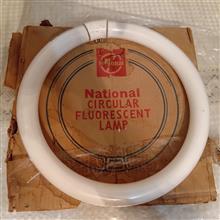 National
CIRCULAR
FLUORESCENT
LAMP